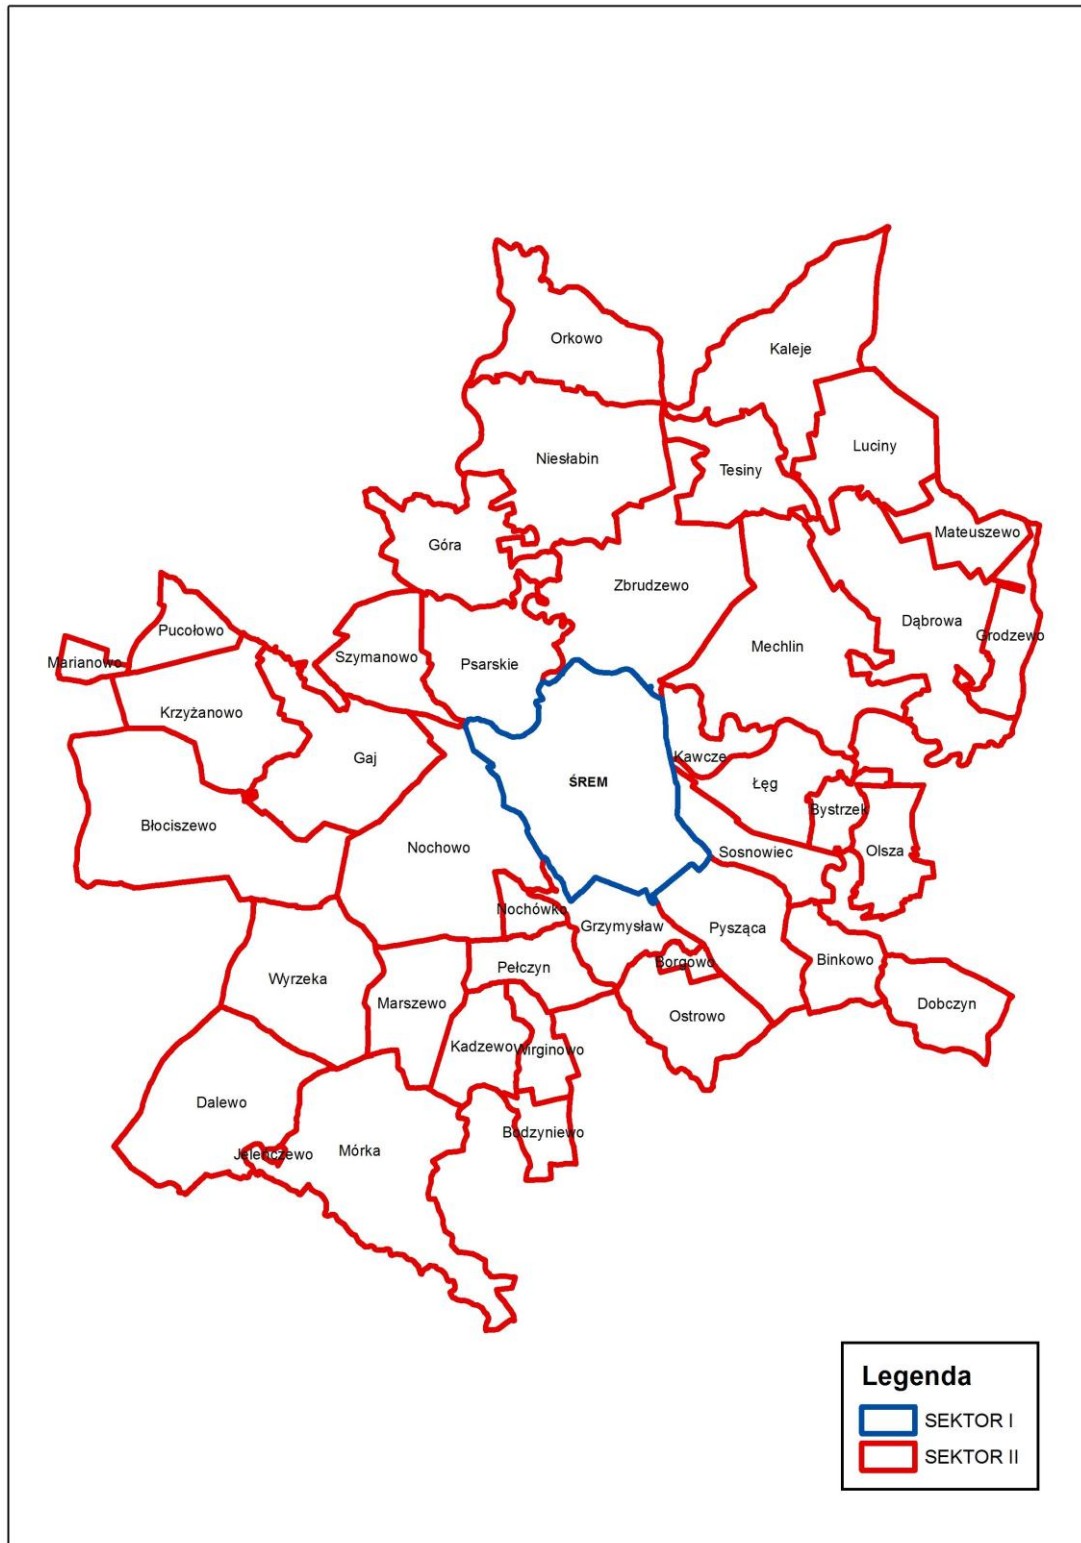 Orkowo
Kaleje
Luciny
Niesłabin
Tesiny
Mateuszewo
Góra
Zbrudzewo
Dąbrowa
Pucołowo
Grodzewo
Mechlin
Szymanowo
Marianowo
Psarskie
Krzyżanowo
Kawcze
Gaj
ŚREM
Łęg
Bystrzek
Błociszewo
Nochowo
Sosnowiec
Olsza
Nochówko
Grzymysław
Pysząca
Binkowo
Borgowo
Pełczyn
Wyrzeka
Marszewo
Dobczyn
Ostrowo
Kadzewo
Wirginowo
Dalewo
Bodzyniewo
Mórka
Jeleńczewo
Legenda
SEKTOR I
SEKTOR II